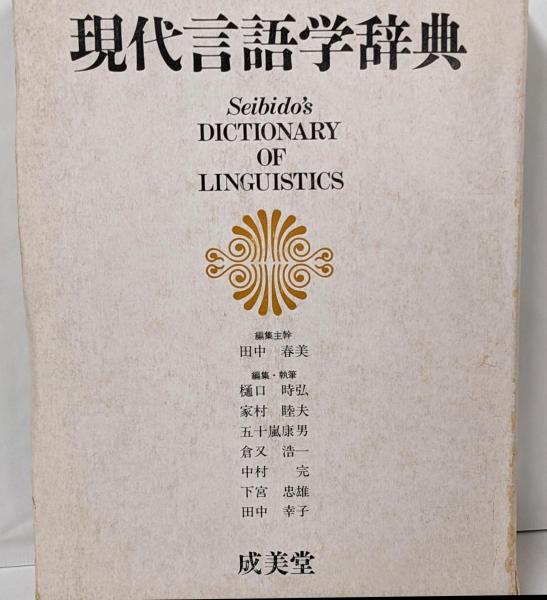 現代言語学辞典
Seibido's
DICTIONARY
OF
LINGUISTICS
編集主幹
田中 春美
編集・執筆
樋口 時弘
家村 睦夫
五十嵐康男
倉又 浩一
中村 完
下宮 忠雄
田中 幸子
成美堂